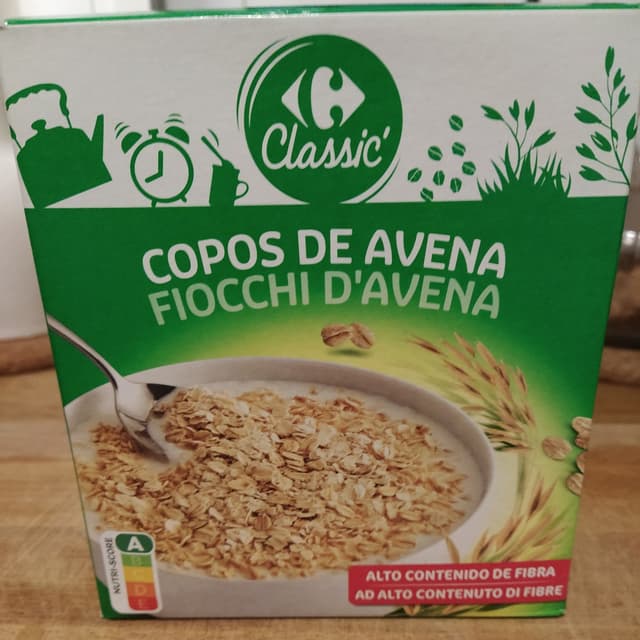 Classic'
COPOS DE AVENA
FIOCCHI D'AVENA
NUTRI-SCORE
A
B
D
E
ALTO CONTENIDO DE FIBRA
AD ALTO CONTENUTO DI FIBRE